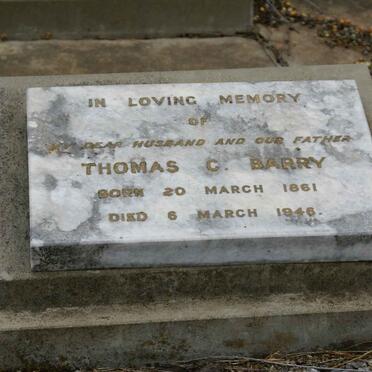 IN LOVING MEMORY
OF
MY DEAR HUSBAND AND OUR FATHER
THOMAS C. BARRY
BORN 20 MARCH 1861
DIED 6 MARCH 1946.